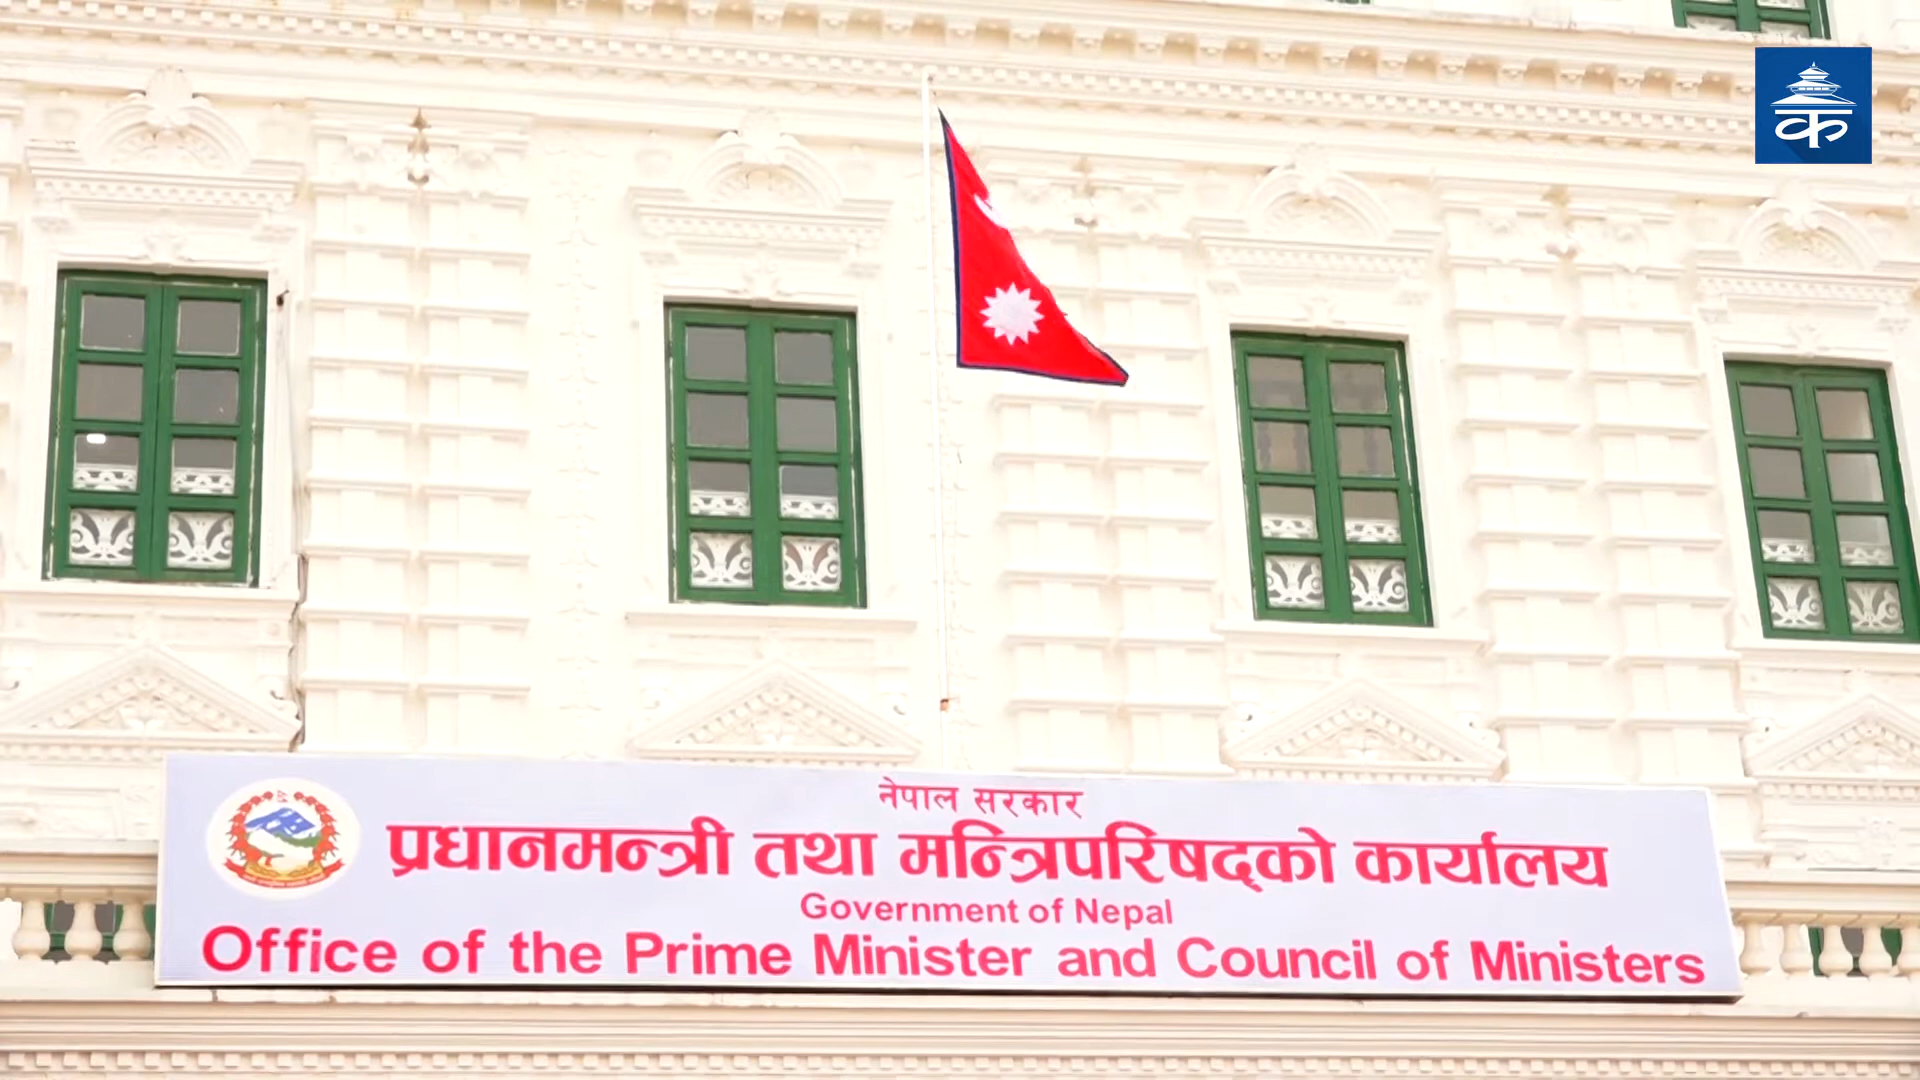 क
नेपाल सरकार
प्रधानमन्त्री तथा मन्त्रिपरिषद्को कार्यालय
Government of Nepal
Office of the Prime Minister and Council of Ministers